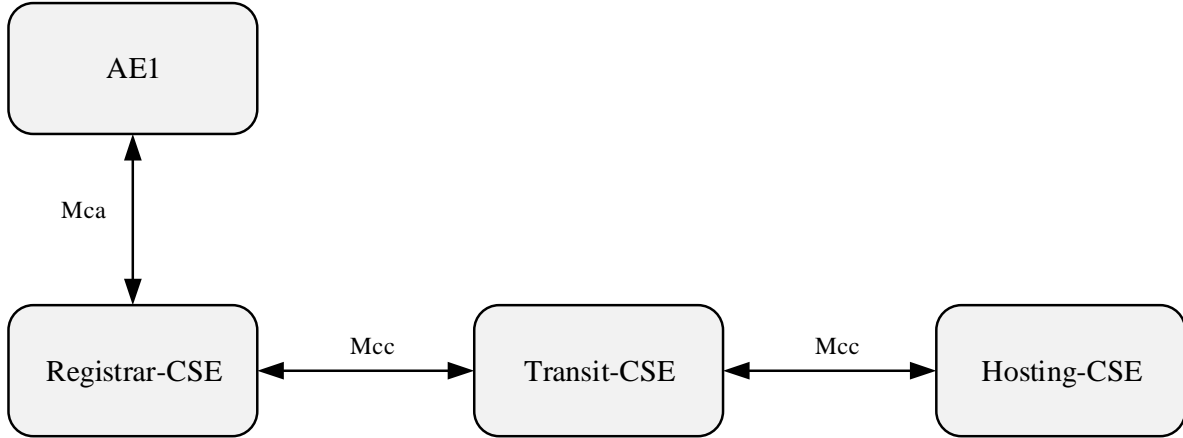 AE1
Mca
Mcc
Mcc
Registrar-CSE
Transit-CSE
Hosting-CSE